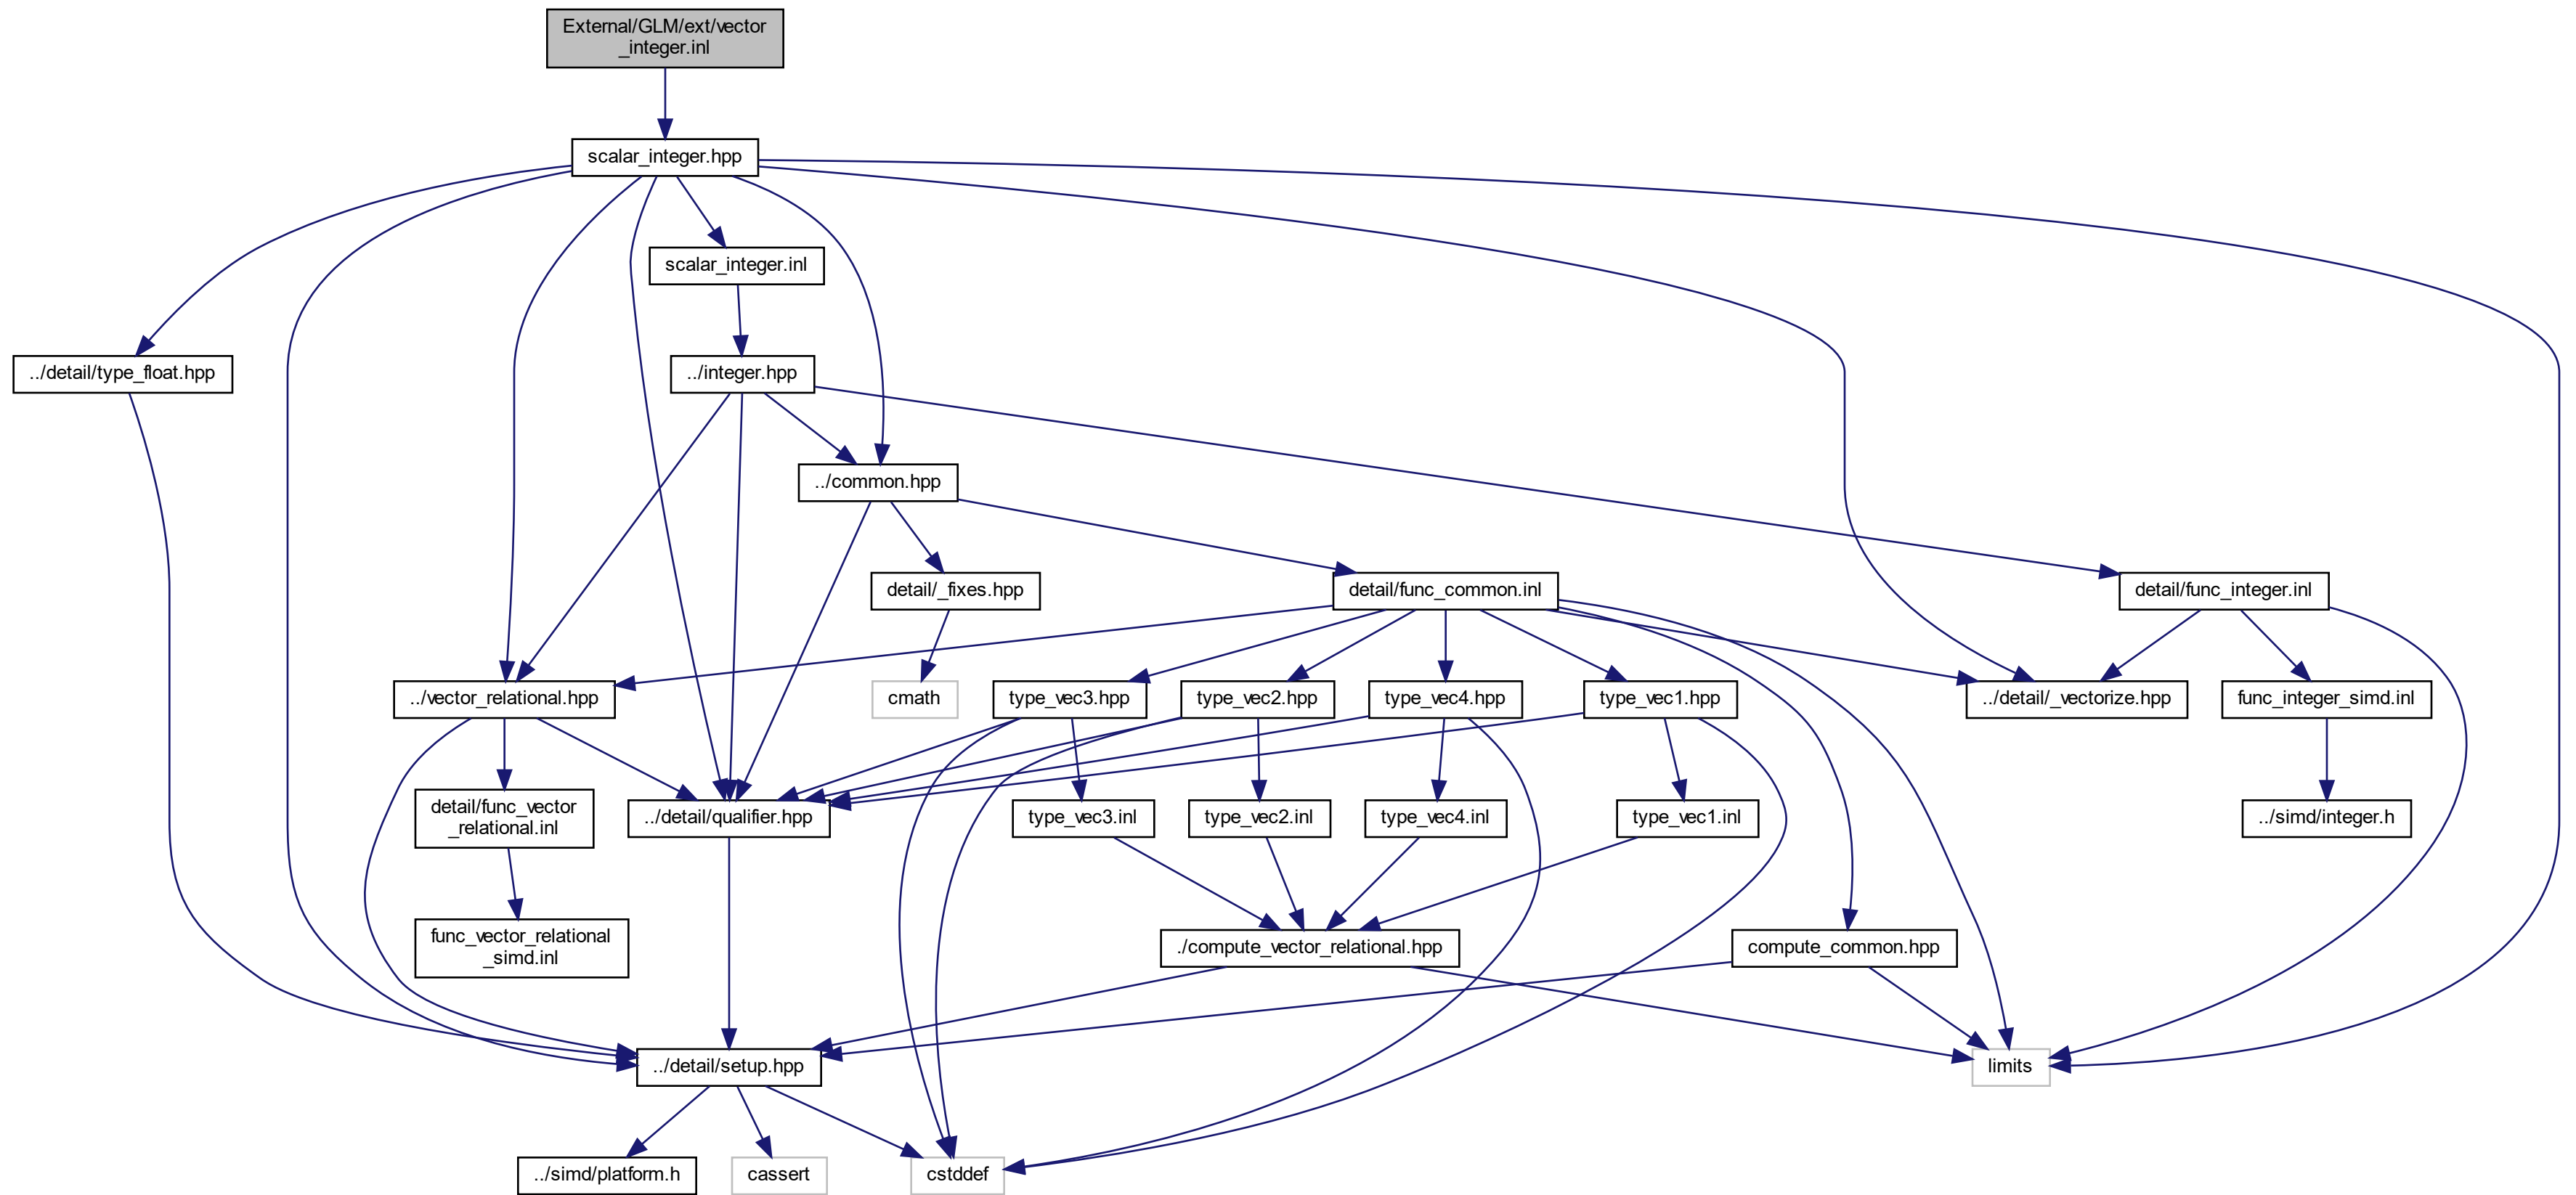 External/GLM/ext/vector
_integer.inl
scalar_integer.hpp
scalar_integer.inl
../detail/type_float.hpp
../integer.hpp
../common.hpp
detail/_fixes.hpp
detail/func_common.inl
detail/func_integer.inl
../vector_relational.hpp
cmath
type_vec3.hpp
type_vec2.hpp
type_vec4.hpp
type_vec1.hpp
../detail/_vectorize.hpp
func_integer_simd.inl
detail/func_vector
_relational.inl
../detail/qualifier.hpp
type_vec3.inl
type_vec2.inl
type_vec4.inl
type_vec1.inl
../simd/integer.h
func_vector_relational
_simd.inl
./compute_vector_relational.hpp
compute_common.hpp
../detail/setup.hpp
limits
../simd/platform.h
cassert
cstddef